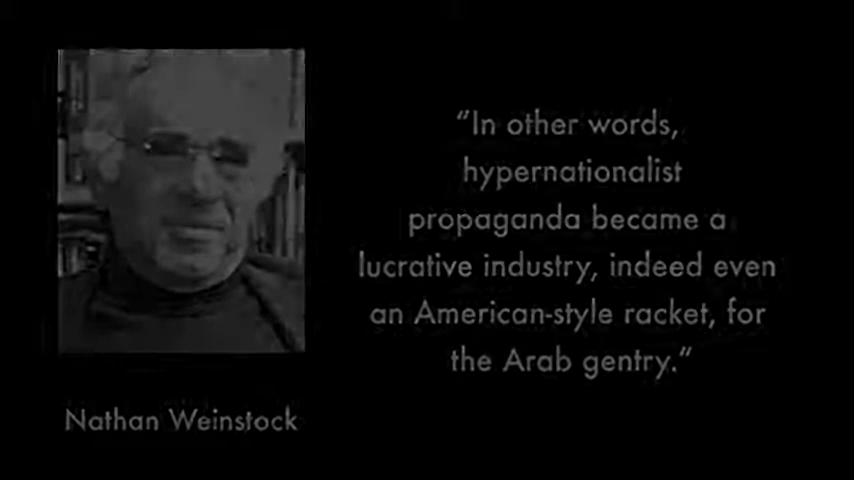 “In other words,
hypernationalist
propaganda became a
lucrative industry, indeed even
an American-style racket, for
the Arab gentry.”
Nathan Weinstock